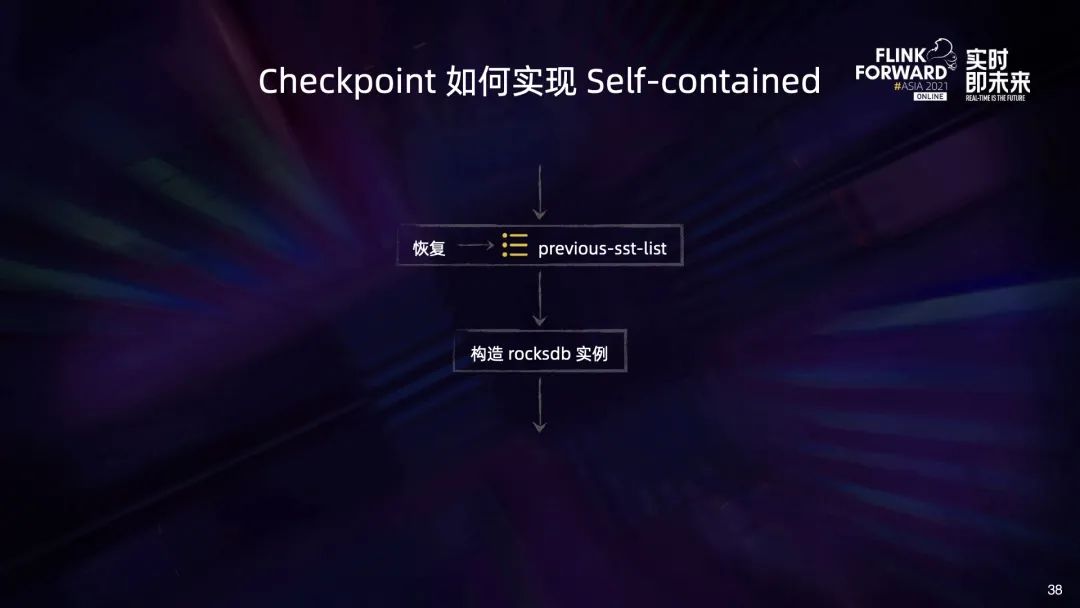 Checkpoint 如何实现 Self-contained
FLINK
FORWARD
#ASIA 2021
ONLINE
实时
即未来
REAL-TIME IS THE FUTURE
恢复 previous-sst-list
构造 rocksdb 实例
38